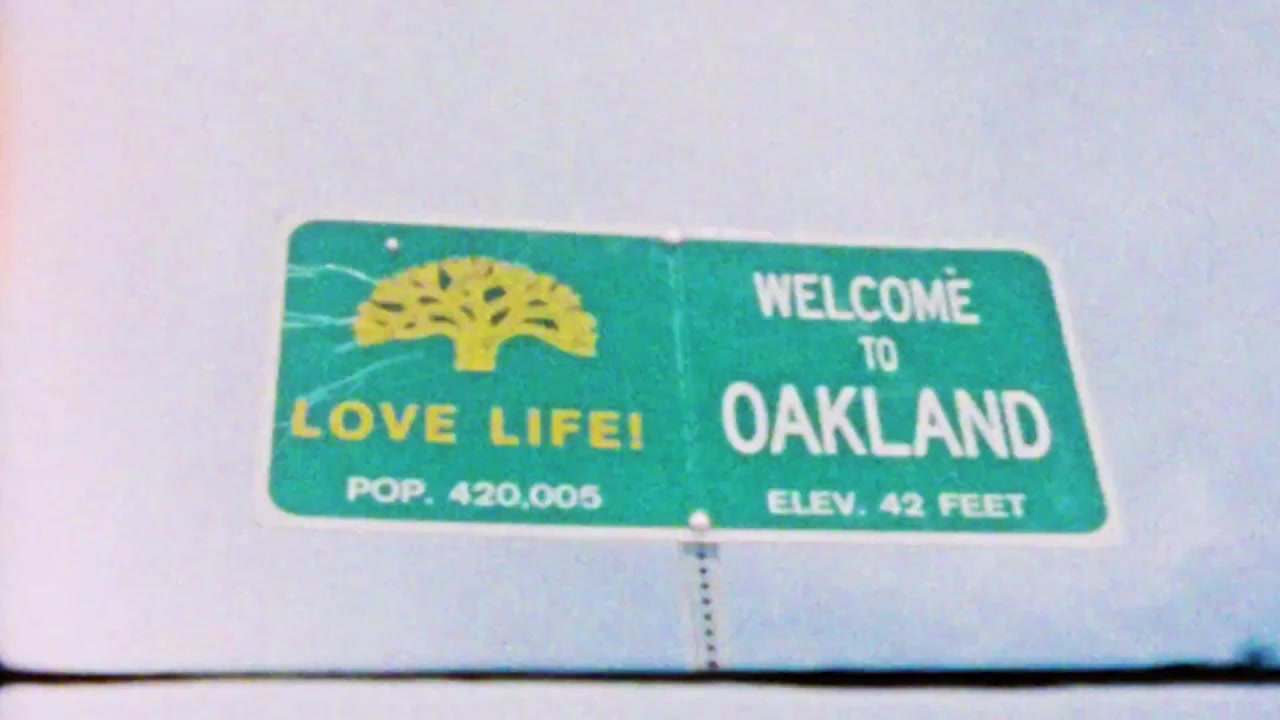 LOVE LIFE!
POP. 420,005
WELCOME
TO
OAKLAND
ELEV. 42 FEET